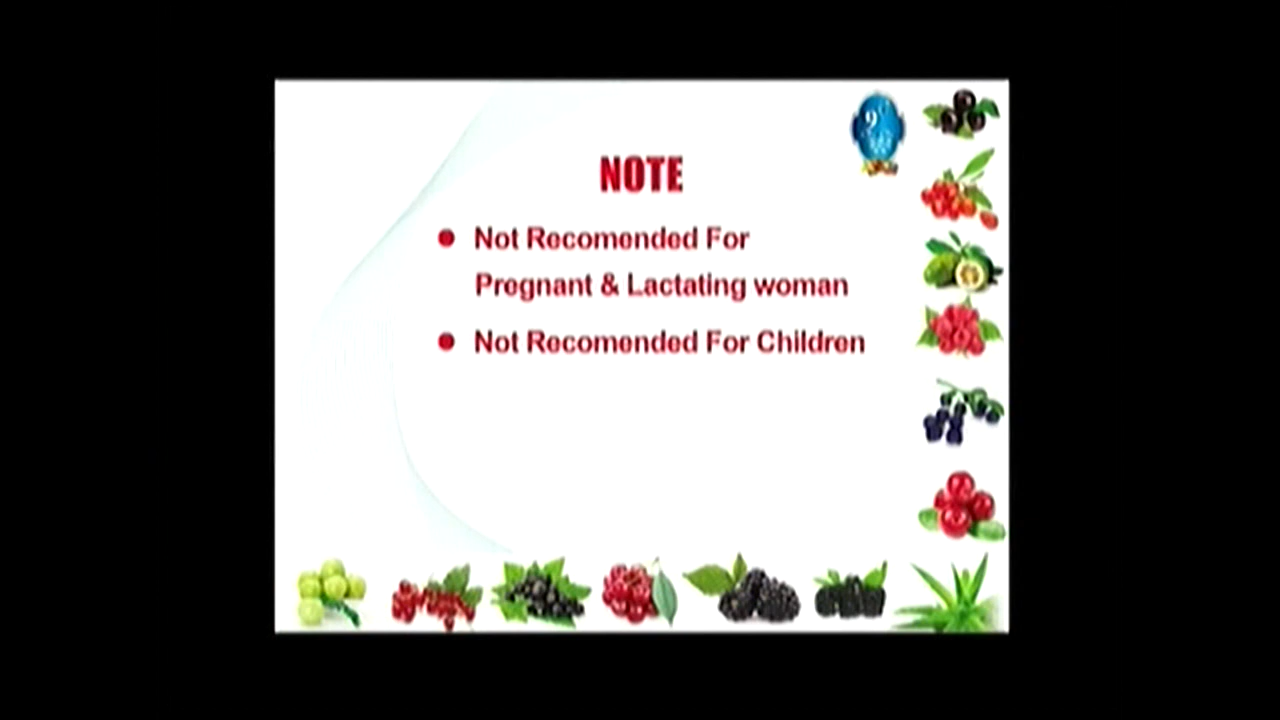 NOTE
Not Recomended For
Pregnant & Lactating woman
Not Recomended For Children